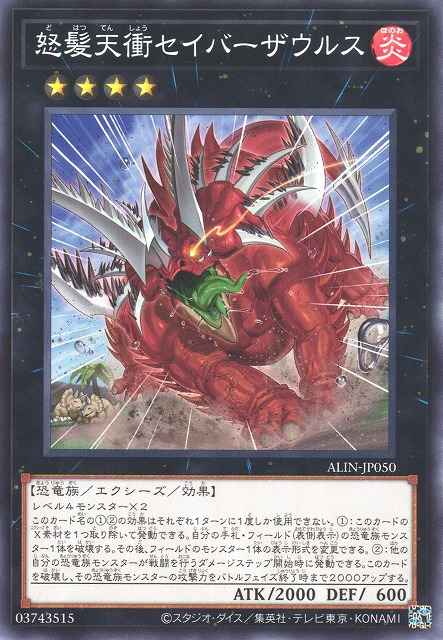 怒髪天衝セイバーザウルス
炎
ALIN-JP050
【恐竜族/エクシーズ/効果】
レベル4モンスター×2
このカード名の①②の効果はそれぞれ1ターンに1度しか使用できない。①:このカードの
X素材を1つ取り除いて発動できる。自分の手札・フィールド(表側表示)の恐竜族モンス
ター1体を破壊する。その後、フィールドのモンスター1体の表示形式を変更できる。②:他の
自分の恐竜族モンスターが戦闘を行うダメージステップ開始時に発動できる。このカード
を破壊し、その恐竜族モンスターの攻撃力をバトルフェイズ終了時まで2000アップする。
ATK/2000 DEF/ 600
03743515 ©スタジオ・ダイス/集英社・テレビ東京・KONAMI